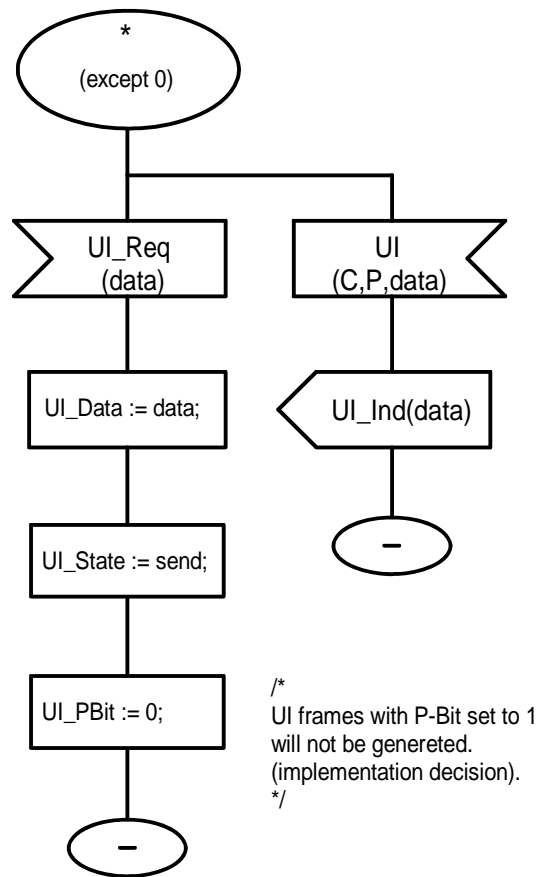 *
(except 0)
UI_Req
(data)
UI
(C,P,data)
UI_Data := data;
UI_Ind(data)
UI_State := send;
–
UI_PBit := 0;
/*
UI frames with P-Bit set to 1
will not be genereted.
(implementation decision).
*/
–